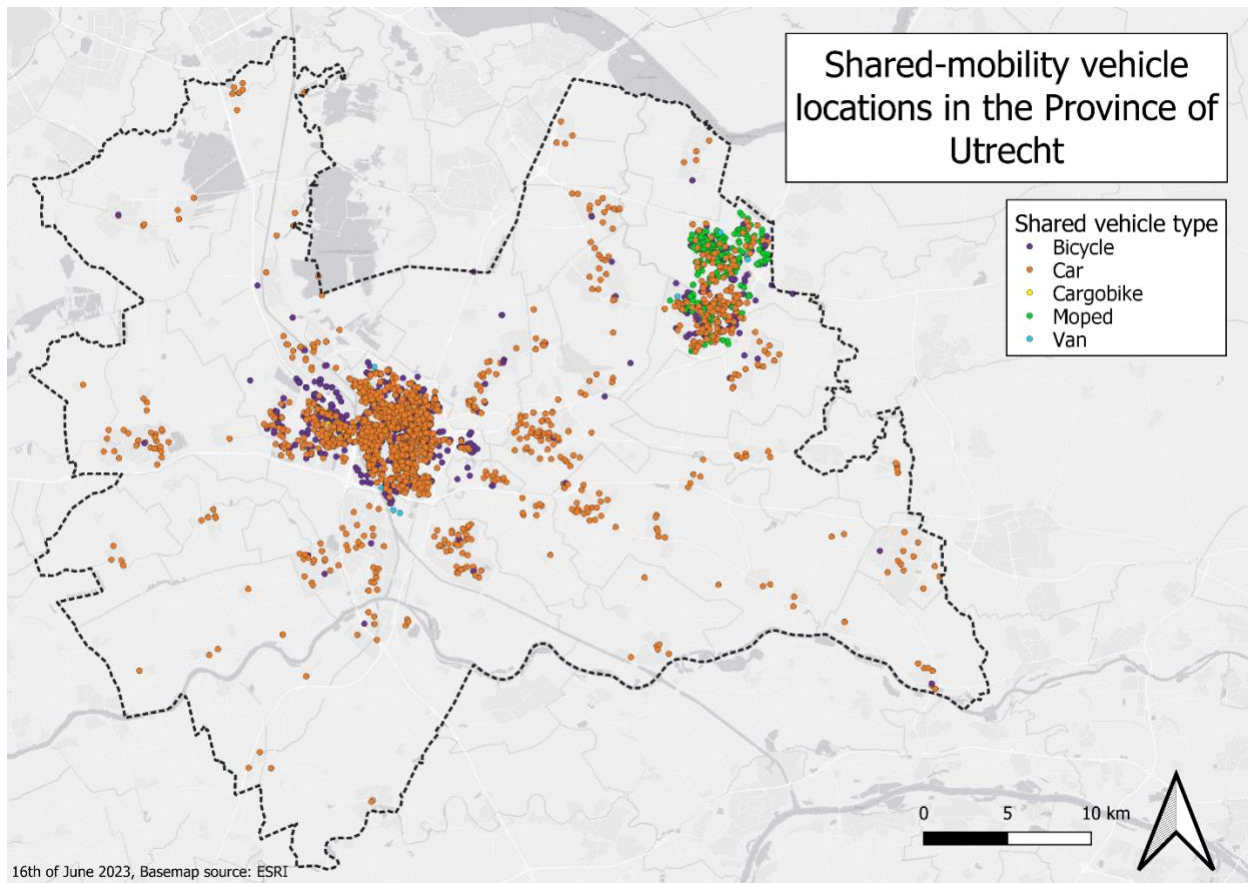 Shared-mobility vehicle
locations in the Province of
Utrecht
Shared vehicle type
Bicycle
Car
Cargobike
Moped
Van
0 5 10 km
16th of June 2023, Basemap source: ESRI